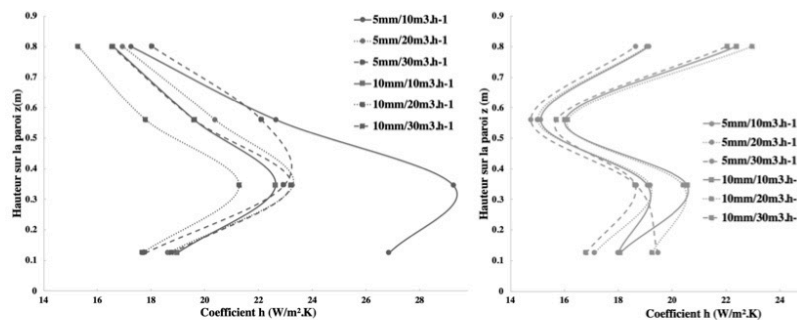 5mm/10m3.h-1
5mm/20m3.h-1
5mm/30m3.h-1
10mm/10m3.h-1
10mm/20m3.h-1
10mm/30m3.h-1
Hauteur sur la paroi z(m)
0.9
0.8
0.7
0.6
0.5
0.4
0.3
0.2
0.1
0
14 16 18 20 22 24 26 28
Coefficient h (W/m².K)
5mm/10m3.h-1
5mm/20m3.h-1
5mm/30m3.h-1
10mm/10m3.h-
10mm/20m3.h-
10mm/30m3.h-
Hauteur sur la paroi z (m)
0.9
0.8
0.7
0.6
0.5
0.4
0.3
0.2
0.1
0
14 16 18 20 22 24
Coefficient h (W/m².K)